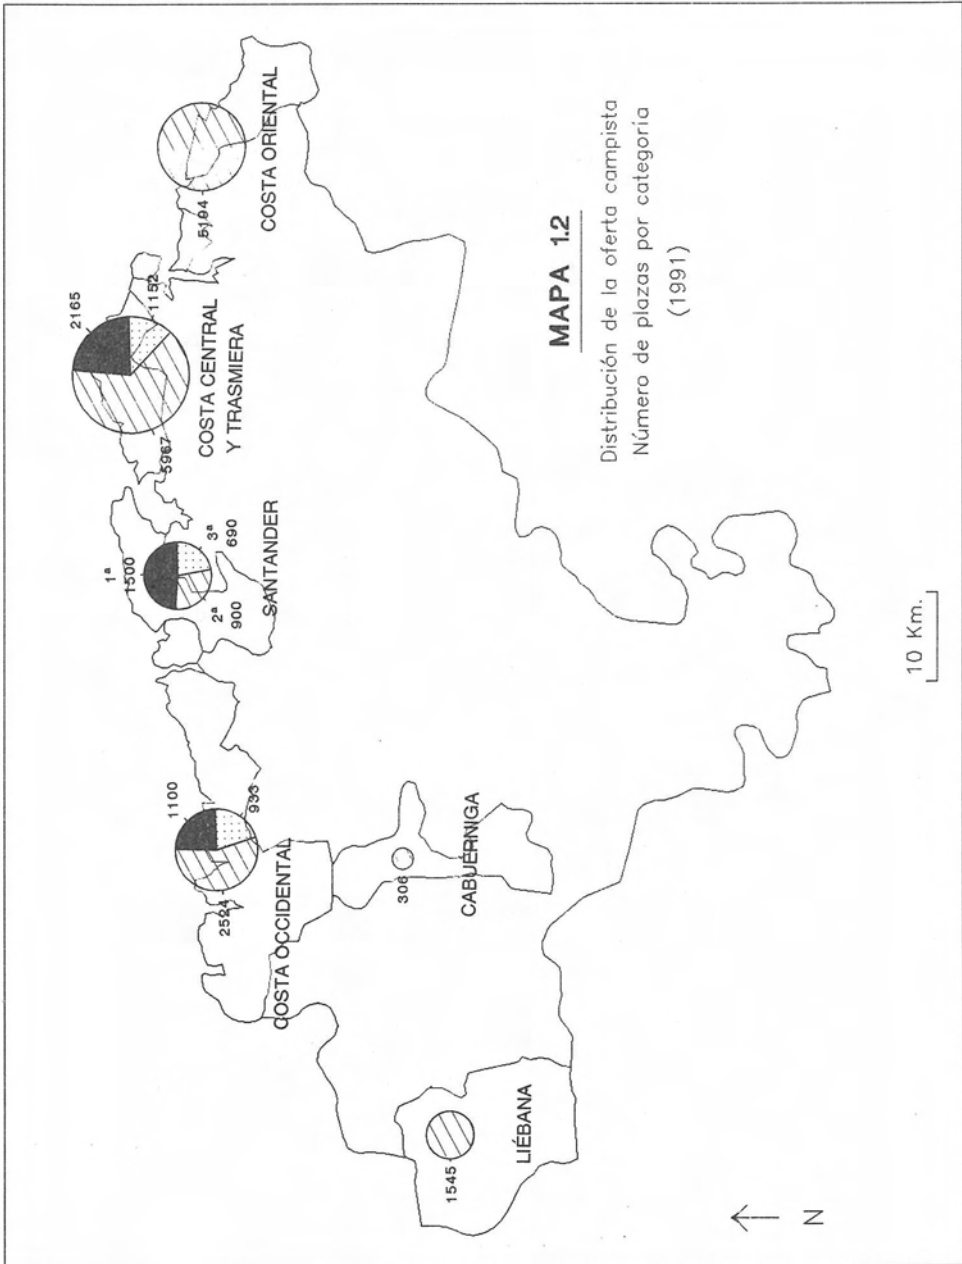 MAPA 1.2
Distribución de la oferta campista
Número de plazas por categoría
(1991)
COSTA ORIENTAL
5194
COSTA CENTRAL
Y TRASMIERA
2165
1152
5967
SANTANDER
1ª
1500
2ª
900
3ª
690
COSTA OCCIDENTAL
1100
933
2524
CABUÉRNIGA
306
LIÉBANA
1545
10 Km.
N